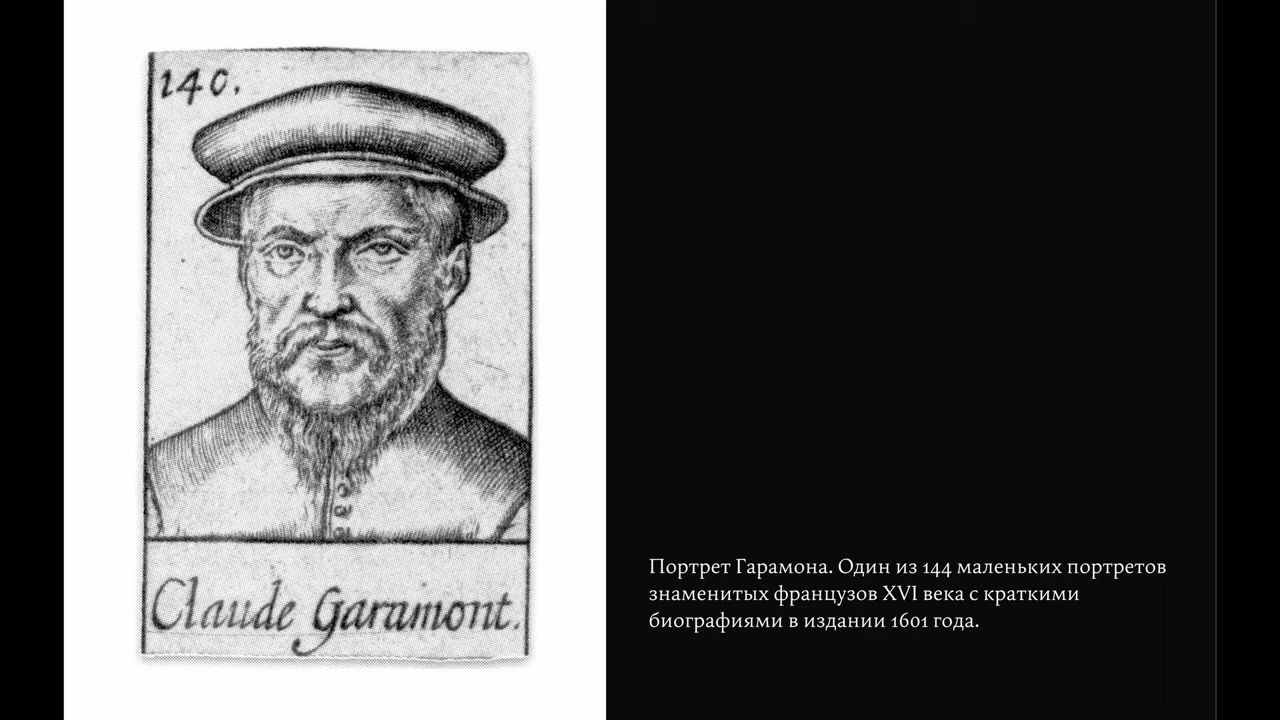 140.
Claude Garamont.
Портрет Гарамона. Один из 144 маленьких портретов
знаменитых французов XVI века с краткими
биографиями в издании 1601 года.